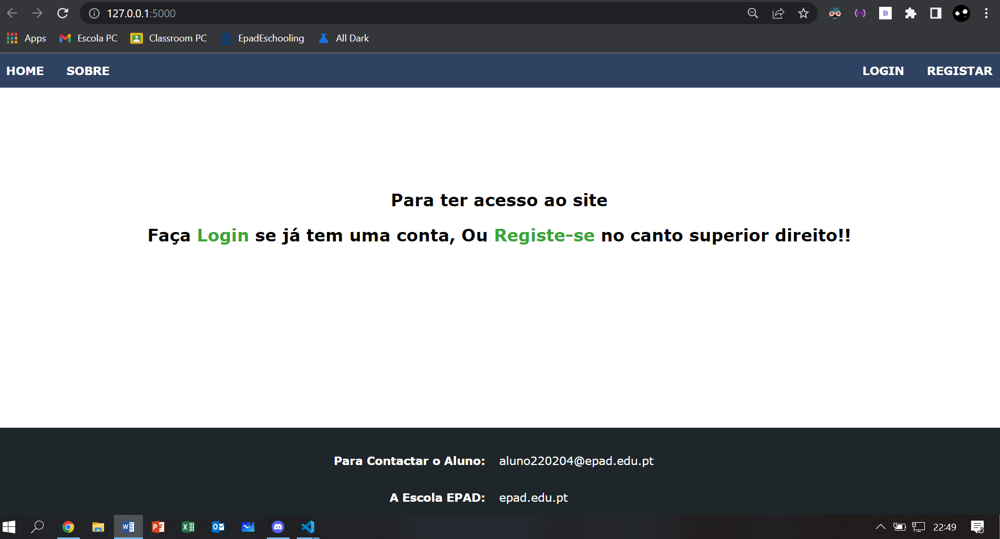 127.0.0.1:5000
B
Apps Escola PC Classroom PC EpadEschooling All Dark
HOME SOBRE LOGIN REGISTAR
Para ter acesso ao site
Faça Login se já tem uma conta, Ou Registe-se no canto superior direito!!
Para Contactar o Aluno: aluno220204@epad.edu.pt
A Escola EPAD: epad.edu.pt
22:49